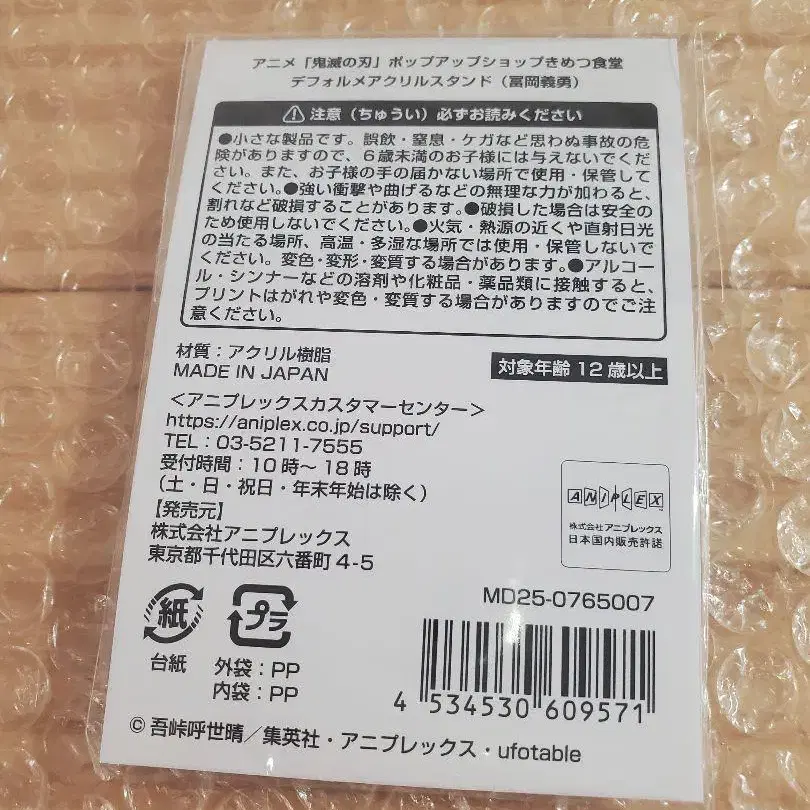 アニメ「鬼滅の刃」ポップアップショップきめつ食堂
デフォルメアクリルスタンド（冨岡義勇）
注意（ちゅうい）必ずお読みください
●小さな製品です。誤飲・窒息・ケガなど思わぬ事故の危
険がありますので、6歳未満のお子様には与えないでくだ
さい。また、お子様の手の届かない場所で使用・保管して
ください。●強い衝撃や曲げるなどの無理な力が加わると、
割れなど破損することがあります。●破損した場合は安全の
ため使用しないでください。●火気・熱源の近くや直射日光
の当たる場所、高温・多湿な場所では使用・保管しないで
ください。変色・変形・変質する場合があります。●アルコー
ル・シンナーなどの溶剤や化粧品・薬品類に接触すると、
プリントはがれや変色・変質する場合がありますのでご注
意ください。
材質：アクリル樹脂
MADE IN JAPAN
対象年齢12歳以上
＜アニプレックスカスタマーセンター＞
https://aniplex.co.jp/support/
TEL：03-5211-7555
受付時間：10時～18時
（土・日・祝日・年末年始は除く）
【発売元】
株式会社アニプレックス
東京都千代田区六番町4-5
ANIPLEX
株式会社アニプレックス
日本国内販売許諾
MD25-0765007
紙
プラ
台紙
外袋：PP
内袋：PP
4 534530 609571
© 吾峠呼世晴／集英社・アニプレックス・ufotable